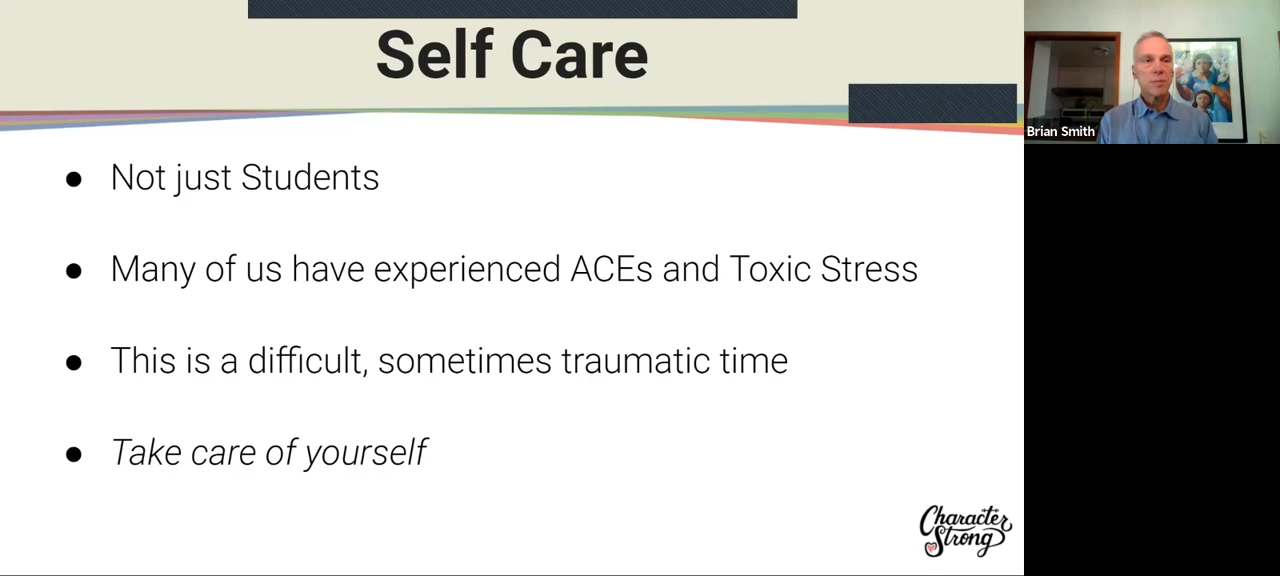 Self Care
Brian Smith
● Not just Students
● Many of us have experienced ACEs and Toxic Stress
● This is a difficult, sometimes traumatic time
● Take care of yourself
Character
Strong